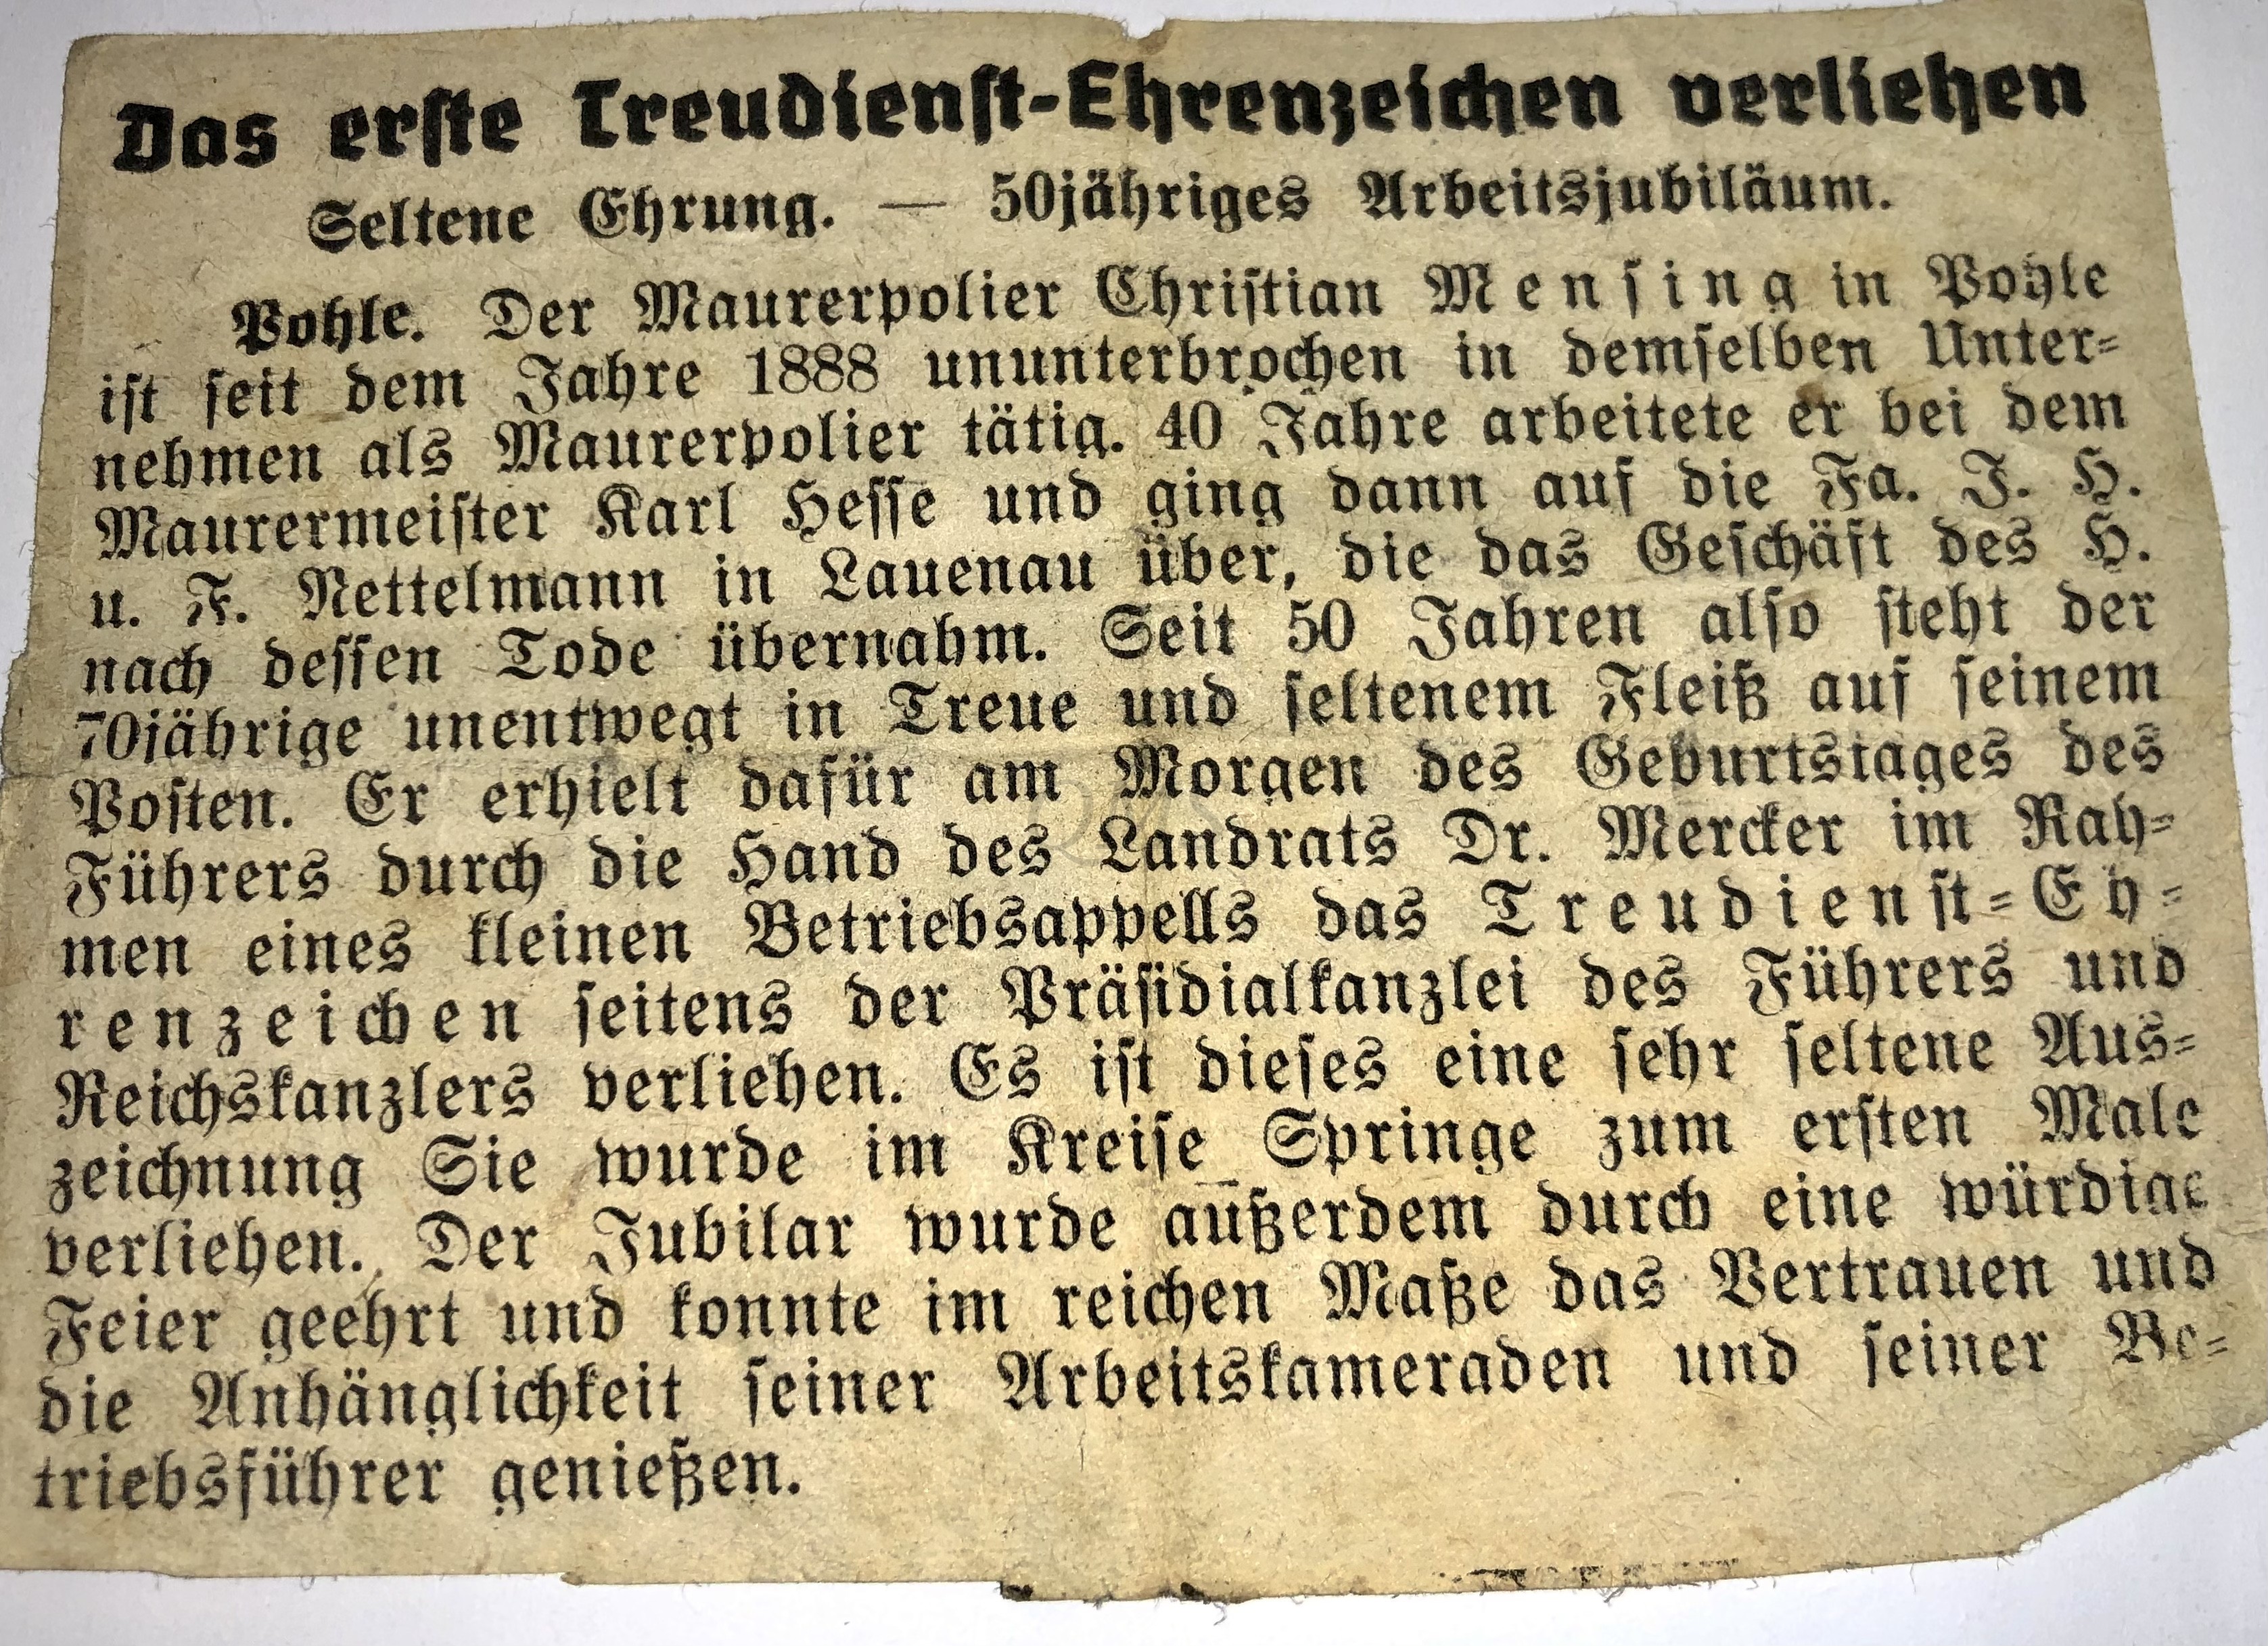 Das erste Treudienst-Ehrenzeichen verliehen
Seltene Ehrung. — 50jähriges Arbeitsjubiläum.
Pohle. Der Maurerpolier Christian Mensing in Pohle
ist seit dem Jahre 1888 ununterbrochen in demselben Unter-
nehmen als Maurerpolier tätig. 40 Jahre arbeitete er bei dem
Maurermeister Karl Hesse und ging dann auf die Fa. J. H.
u. F. Nettelmann in Lauenau über, die das Geschäft des H.
nach dessen Tode übernahm. Seit 50 Jahren also steht der
70jährige unentwegt in Treue und seltenem Fleiß auf seinem
Posten. Er erhielt dafür am Morgen des Geburtstages des
Führers durch die Hand des Landrats Dr. Mercker im Rah-
men eines kleinen Betriebsappells das Treudienst-Eh-
renzeichen seitens der Präsidialkanzlei des Führers und
Reichskanzlers verliehen. Es ist dieses eine sehr seltene Aus-
zeichnung Sie wurde im Kreise Springe zum ersten Male
verliehen. Der Jubilar wurde außerdem durch eine würdige
Feier geehrt und konnte im reichen Maße das Vertrauen und
die Anhänglichkeit seiner Arbeitskameraden und seiner Be-
triebsführer genießen.